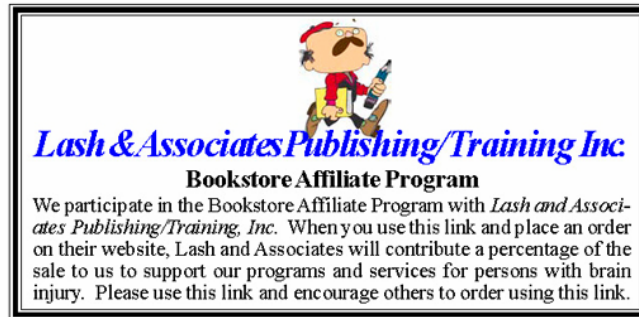 Lash & Associates Publishing/Training Inc.
Bookstore Affiliate Program
We participate in the Bookstore Affiliate Program with Lash and Associ-
ates Publishing/Training, Inc. When you use this link and place an order
on their website, Lash and Associates will contribute a percentage of the
sale to us to support our programs and services for persons with brain
injury. Please use this link and encourage others to order using this link.